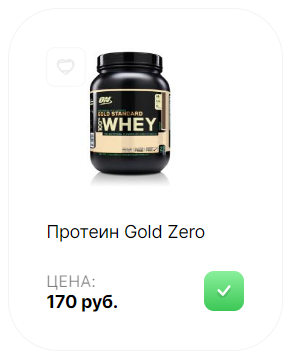 ON
GOLD STANDARD
100% WHEY
Протеин Gold Zero
ЦЕНА:
170 руб.